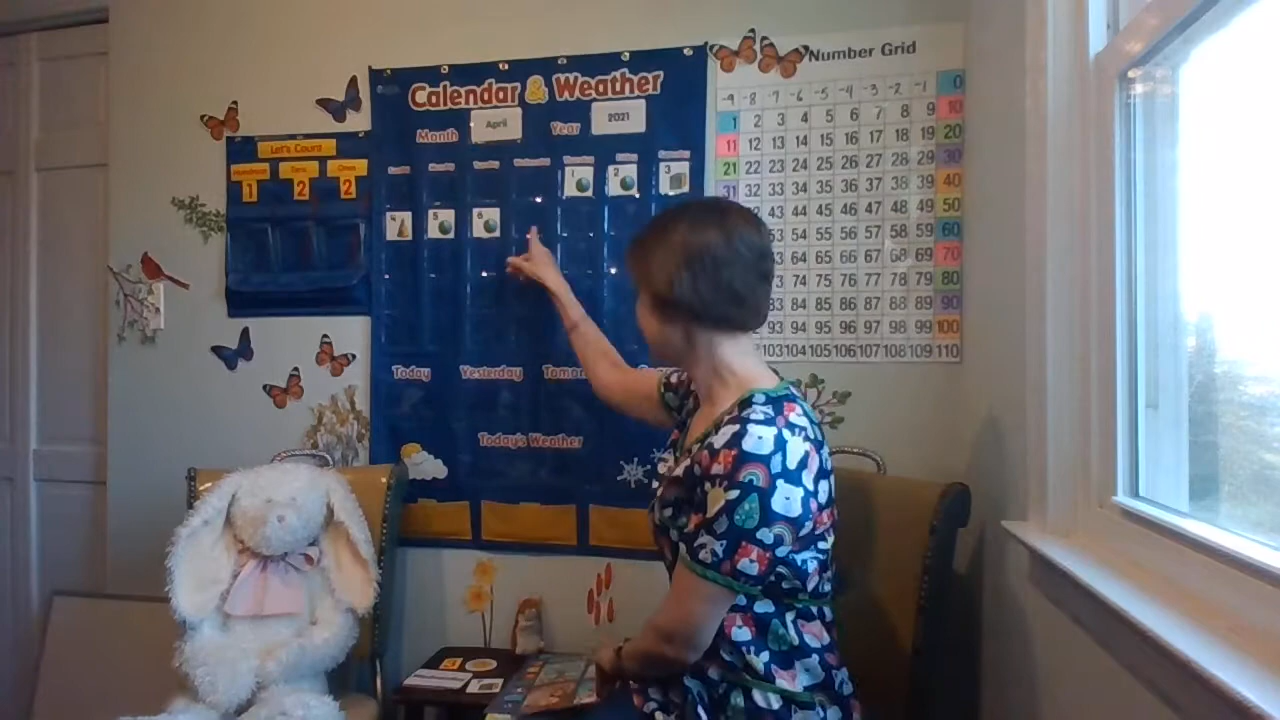 Number Grid
Calendar & Weather
Month April Year 2021
Let's Count
Hundreds Tens Ones
1 2 2
1 2 3
4 5 6
Today Yesterday
Today's Weather
-9 -8 -7 -6 -5 -4 -3 -2 -1 0
1 2 3 4 5 6 7 8 9 10
11 12 13 14 15 16 17 18 19 20
21 22 23 24 25 26 27 28 29 30
31 32 33 34 35 36 37 38 39 40
43 44 45 46 47 48 49 50
54 55 56 57 58 59 60
64 65 66 67 68 69 70
74 75 76 77 78 79 80
84 85 86 87 88 89 90
94 95 96 97 98 99 100
103 104 105 106 107 108 109 110